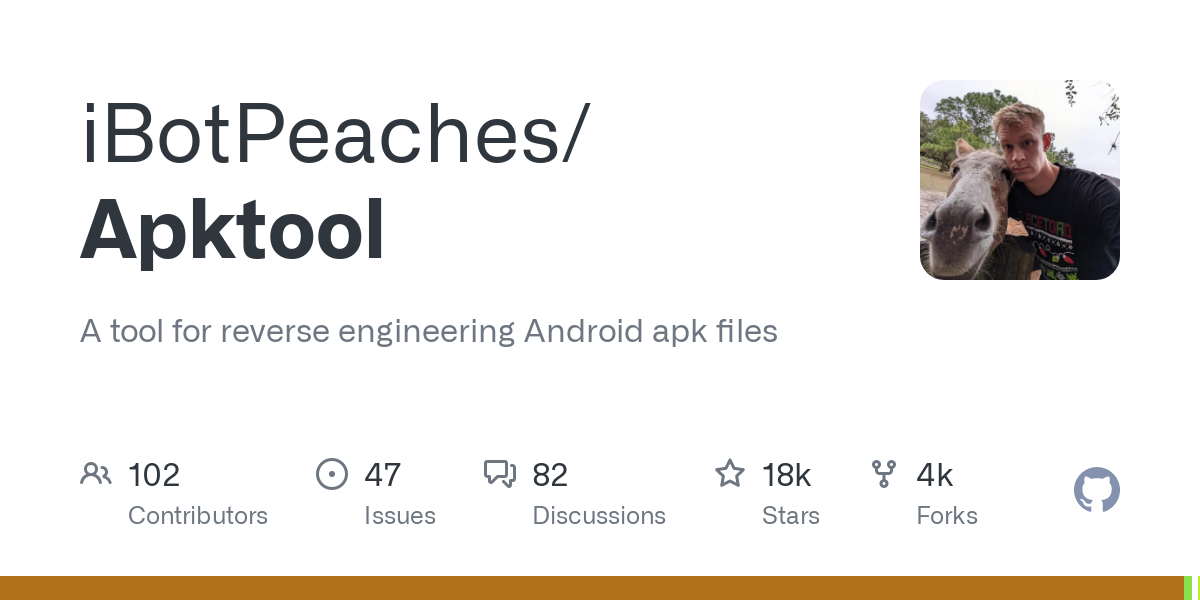 iBotPeaches/
Apktool
A tool for reverse engineering Android apk files
102
Contributors
47
Issues
82
Discussions
18k
Stars
4k
Forks